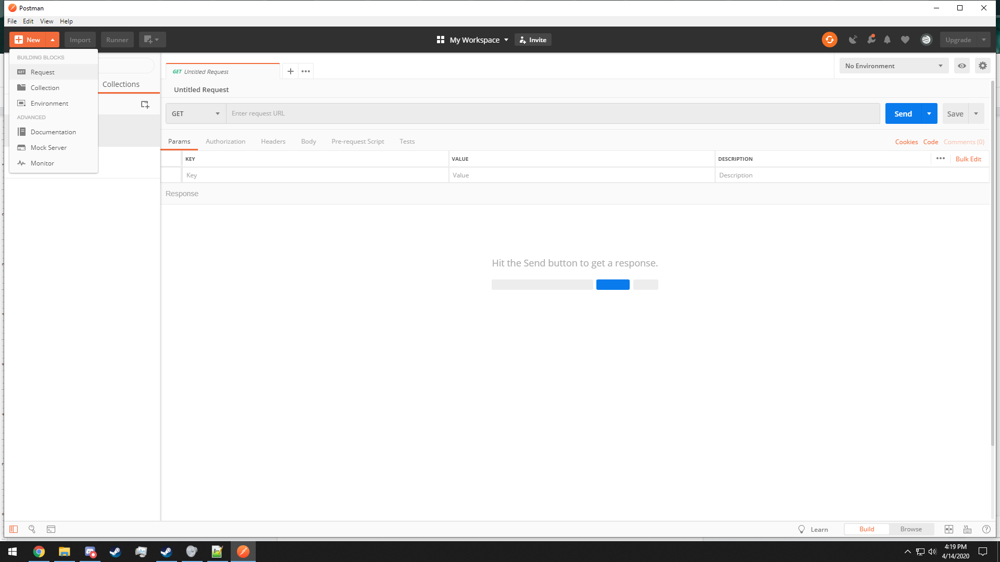 Postman
File Edit View Help
New Import Runner My Workspace Invite Upgrade
BUILDING BLOCKS
GET Request
Collection
Environment
ADVANCED
Documentation
Mock Server
Monitor
Collections
GET Untitled Request
No Environment
Untitled Request
GET Enter request URL Send Save
Params Authorization Headers Body Pre-request Script Tests Cookies Code Comments (0)
KEY VALUE DESCRIPTION Bulk Edit
Key Value Description
Response
Hit the Send button to get a response.
Learn Build Browse
4:19 PM
4/14/2020